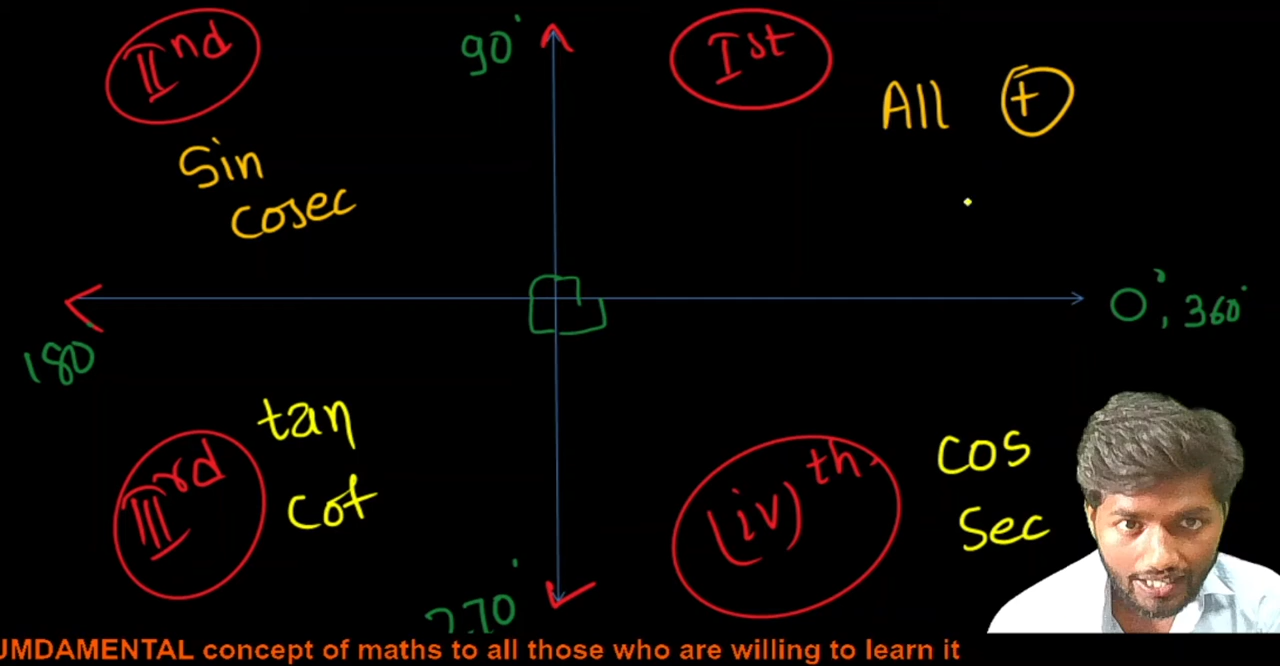 IInd
90°
Ist
All +
Sin
cosec
0°, 360°
180
tan
cot
IIIrd
(iv)th
cos
Sec
270°
UMDAMENTAL concept of maths to all those who are willing to learn it